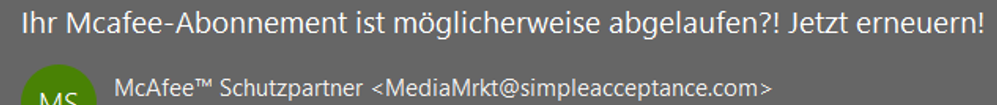 Ihr Mcafee-Abonnement ist möglicherweise abgelaufen?! Jetzt erneuern!
McAfee™ Schutzpartner <MediaMrkt@simpleacceptance.com>
MS